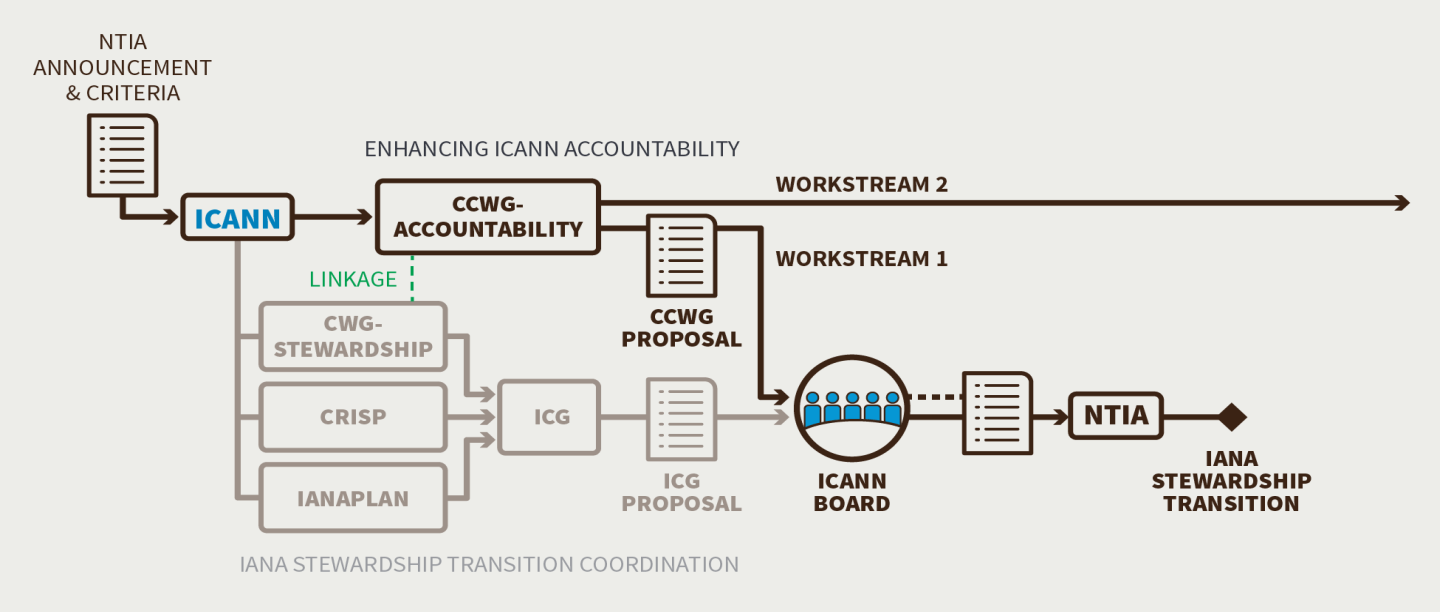 NTIA
ANNOUNCEMENT
& CRITERIA
ENHANCING ICANN ACCOUNTABILITY
ICANN
CCWG-
ACCOUNTABILITY
WORKSTREAM 2
WORKSTREAM 1
LINKAGE
CCWG
PROPOSAL
CWG-
STEWARDSHIP
CRISP
IANAPLAN
ICG
ICG
PROPOSAL
ICANN
BOARD
NTIA
IANA
STEWARDSHIP
TRANSITION
IANA STEWARDSHIP TRANSITION COORDINATION